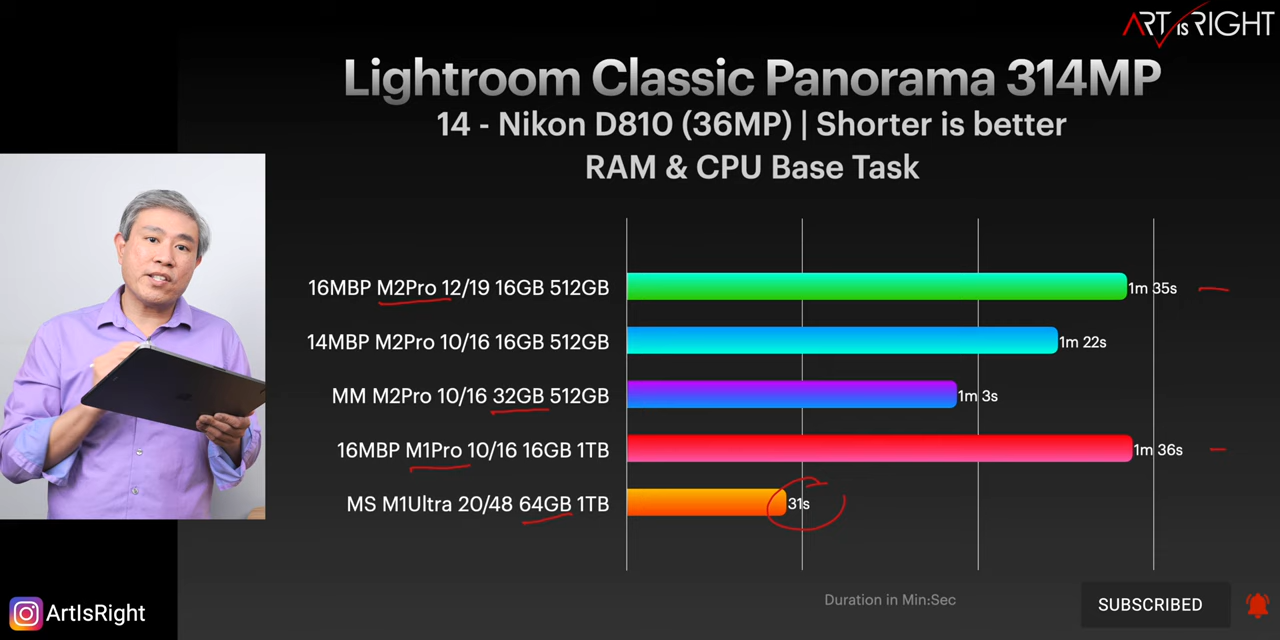 ART IS RIGHT
Lightroom Classic Panorama 314MP
14 - Nikon D810 (36MP) | Shorter is better
RAM & CPU Base Task
16MBP M2Pro 12/19 16GB 512GB 1m 35s
14MBP M2Pro 10/16 16GB 512GB 1m 22s
MM M2Pro 10/16 32GB 512GB 1m 3s
16MBP M1Pro 10/16 16GB 1TB 1m 36s
MS M1Ultra 20/48 64GB 1TB 31s
Duration in Min:Sec
ArtIsRight
SUBSCRIBED